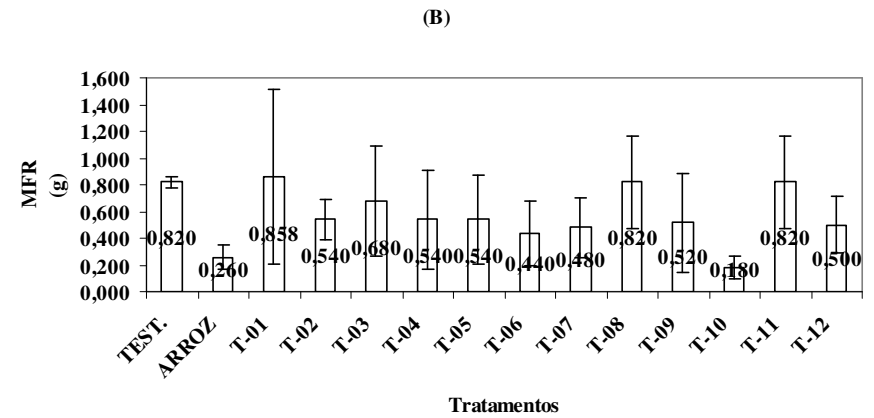 (B)
1,600
1,400
1,200
1,000
0,800
0,600
0,400
0,200
0,000
MFR
(g)
0,820
0,260
0,858
0,540
0,680
0,540
0,540
0,440
0,480
0,820
0,520
0,180
0,820
0,500
TEST.
ARROZ
T-01
T-02
T-03
T-04
T-05
T-06
T-07
T-08
T-09
T-10
T-11
T-12
Tratamentos